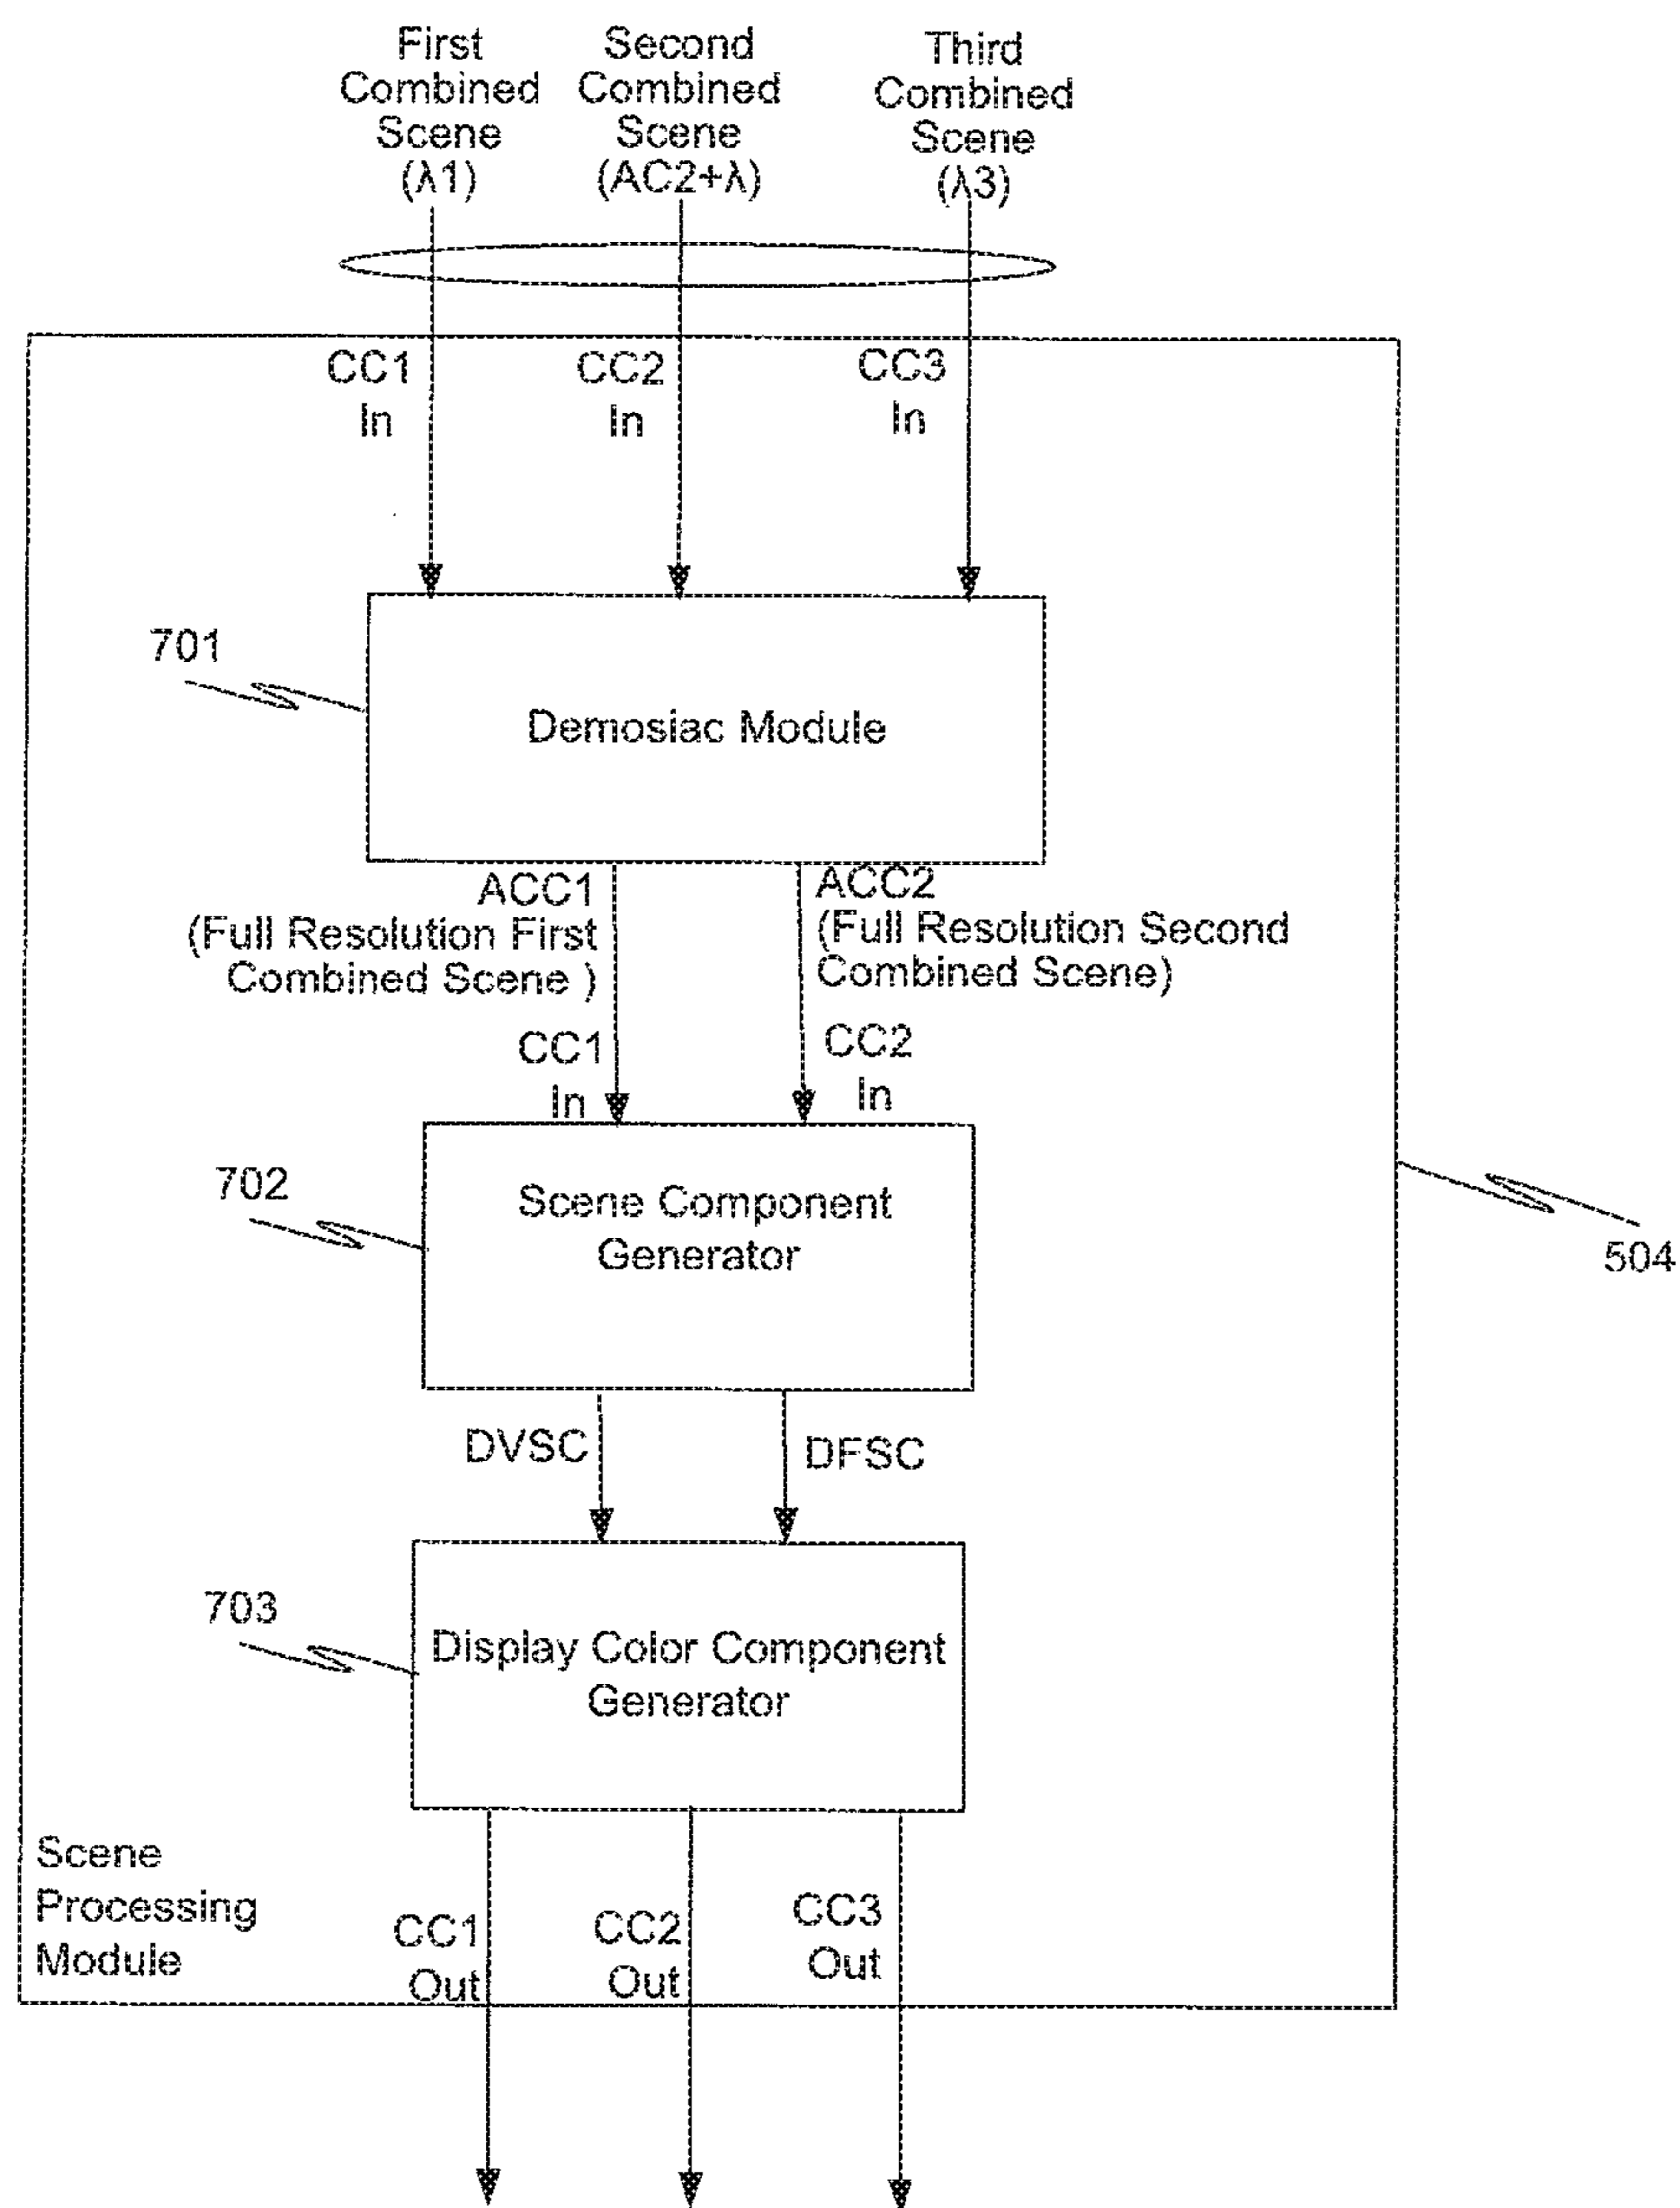 First
Combined
Scene
(λ1)
Second
Combined
Scene
(AC2+λ)
Third
Combined
Scene
(λ3)
CC1
In
CC2
In
CC3
In
701
Demosiac Module
ACC1
(Full Resolution First
Combined Scene )
ACC2
(Full Resolution Second
Combined Scene)
CC1
In
CC2
In
702
Scene Component
Generator
504
DVSC
DFSC
703
Display Color Component
Generator
Scene
Processing
Module
CC1
Out
CC2
Out
CC3
Out